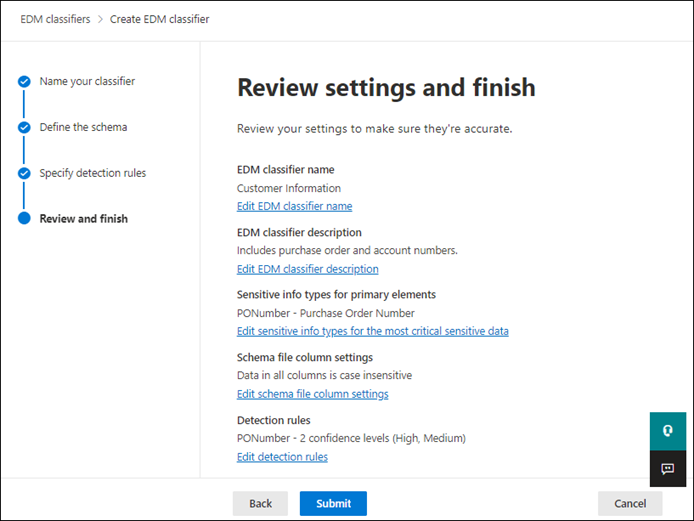 EDM classifiers > Create EDM classifier
Name your classifier
Define the schema
Specify detection rules
Review and finish
Review settings and finish
Review your settings to make sure they're accurate.
EDM classifier name
Customer Information
Edit EDM classifier name
EDM classifier description
Includes purchase order and account numbers.
Edit EDM classifier description
Sensitive info types for primary elements
PONumber - Purchase Order Number
Edit sensitive info types for the most critical sensitive data
Schema file column settings
Data in all columns is case insensitive
Edit schema file column settings
Detection rules
PONumber - 2 confidence levels (High, Medium)
Edit detection rules
Back
Submit
Cancel